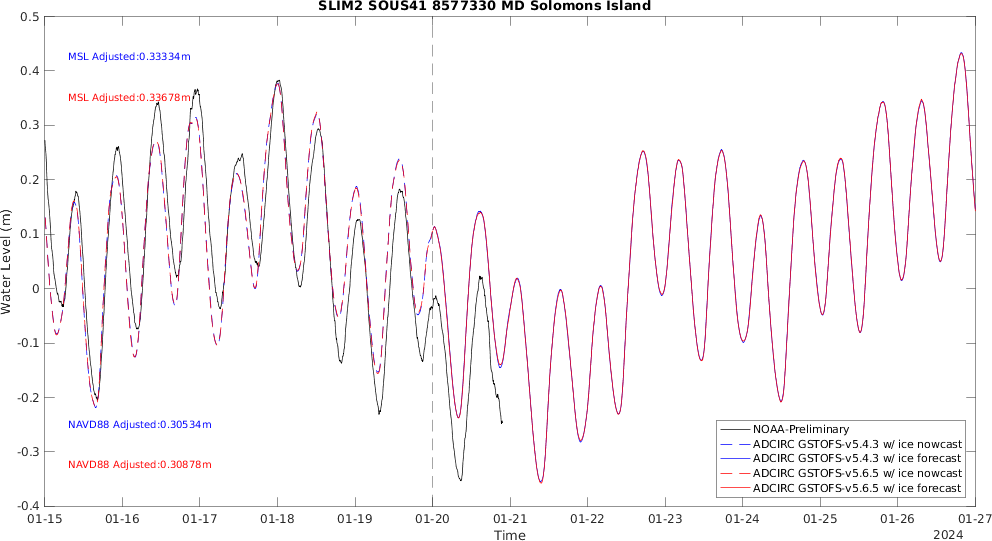 SLIM2 SOUS41 8577330 MD Solomons Island
0.5
0.4
0.3
0.2
0.1
0
-0.1
-0.2
-0.3
-0.4
Water Level (m)
MSL Adjusted:0.33334m
MSL Adjusted:0.33678m
NAVD88 Adjusted:0.30534m
NAVD88 Adjusted:0.30878m
NOAA-Preliminary
ADCIRC GSTOFS-v5.4.3 w/ ice nowcast
ADCIRC GSTOFS-v5.4.3 w/ ice forecast
ADCIRC GSTOFS-v5.6.5 w/ ice nowcast
ADCIRC GSTOFS-v5.6.5 w/ ice forecast
01-15 01-16 01-17 01-18 01-19 01-20 01-21 01-22 01-23 01-24 01-25 01-26 01-27
Time
2024